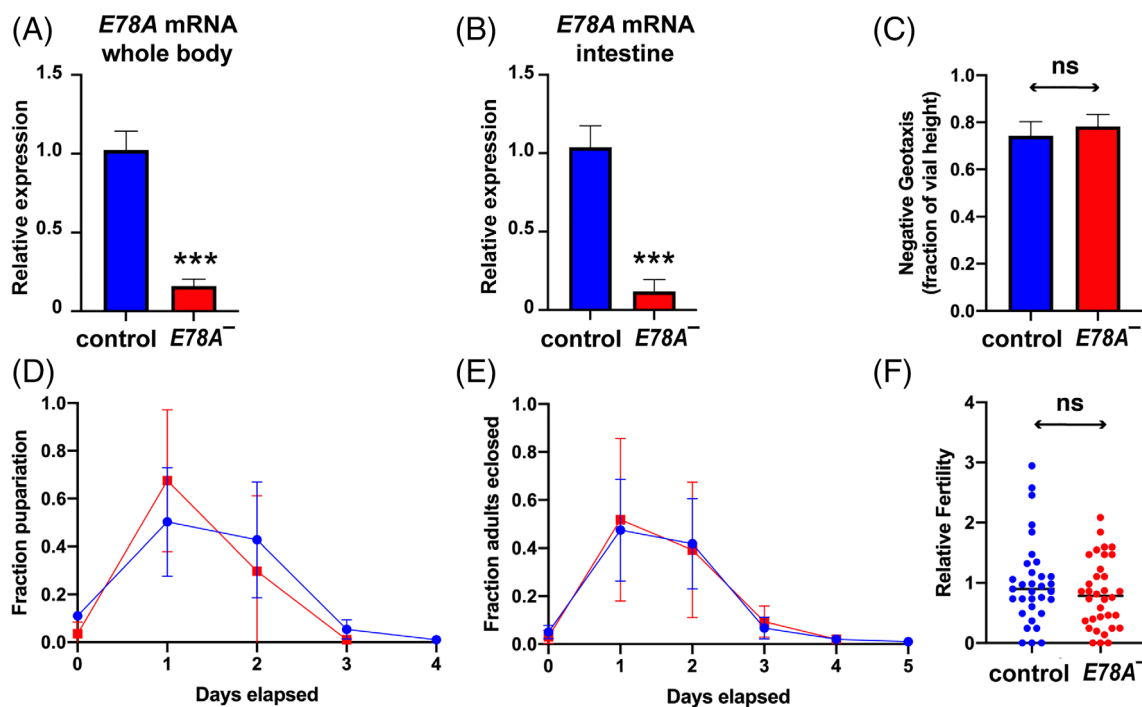 (A)
E78A mRNA
whole body
Relative expression
1.5
1.0
0.5
0
***
control E78A⁻
(B)
E78A mRNA
intestine
Relative expression
1.5
1.0
0.5
0
***
control E78A⁻
(C)
Negative Geotaxis
(fraction of vial height)
1.0
0.8
0.6
0.4
0.2
0.0
ns
control E78A⁻
(D)
Fraction pupariation
1.0
0.8
0.6
0.4
0.2
0.0
0 1 2 3 4
Days elapsed
(E)
Fraction adults eclosed
1.0
0.8
0.6
0.4
0.2
0.0
0 1 2 3 4 5
Days elapsed
(F)
Relative Fertility
4
3
2
1
0
ns
control E78A⁻